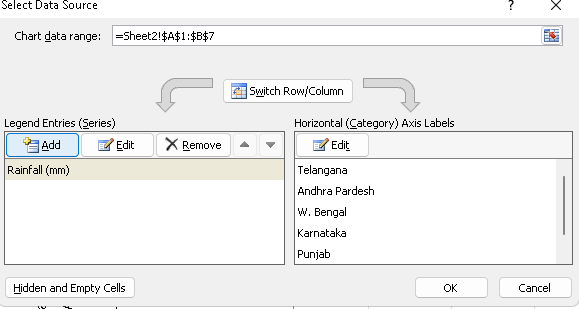 Select Data Source ? ×
Chart data range: =Sheet2!$A$1:$B$7
Switch Row/Column
Legend Entries (Series)
Add Edit Remove
Rainfall (mm)
Horizontal (Category) Axis Labels
Edit
Telangana
Andhra Pardesh
W. Bengal
Karnataka
Punjab
Hidden and Empty Cells OK Cancel